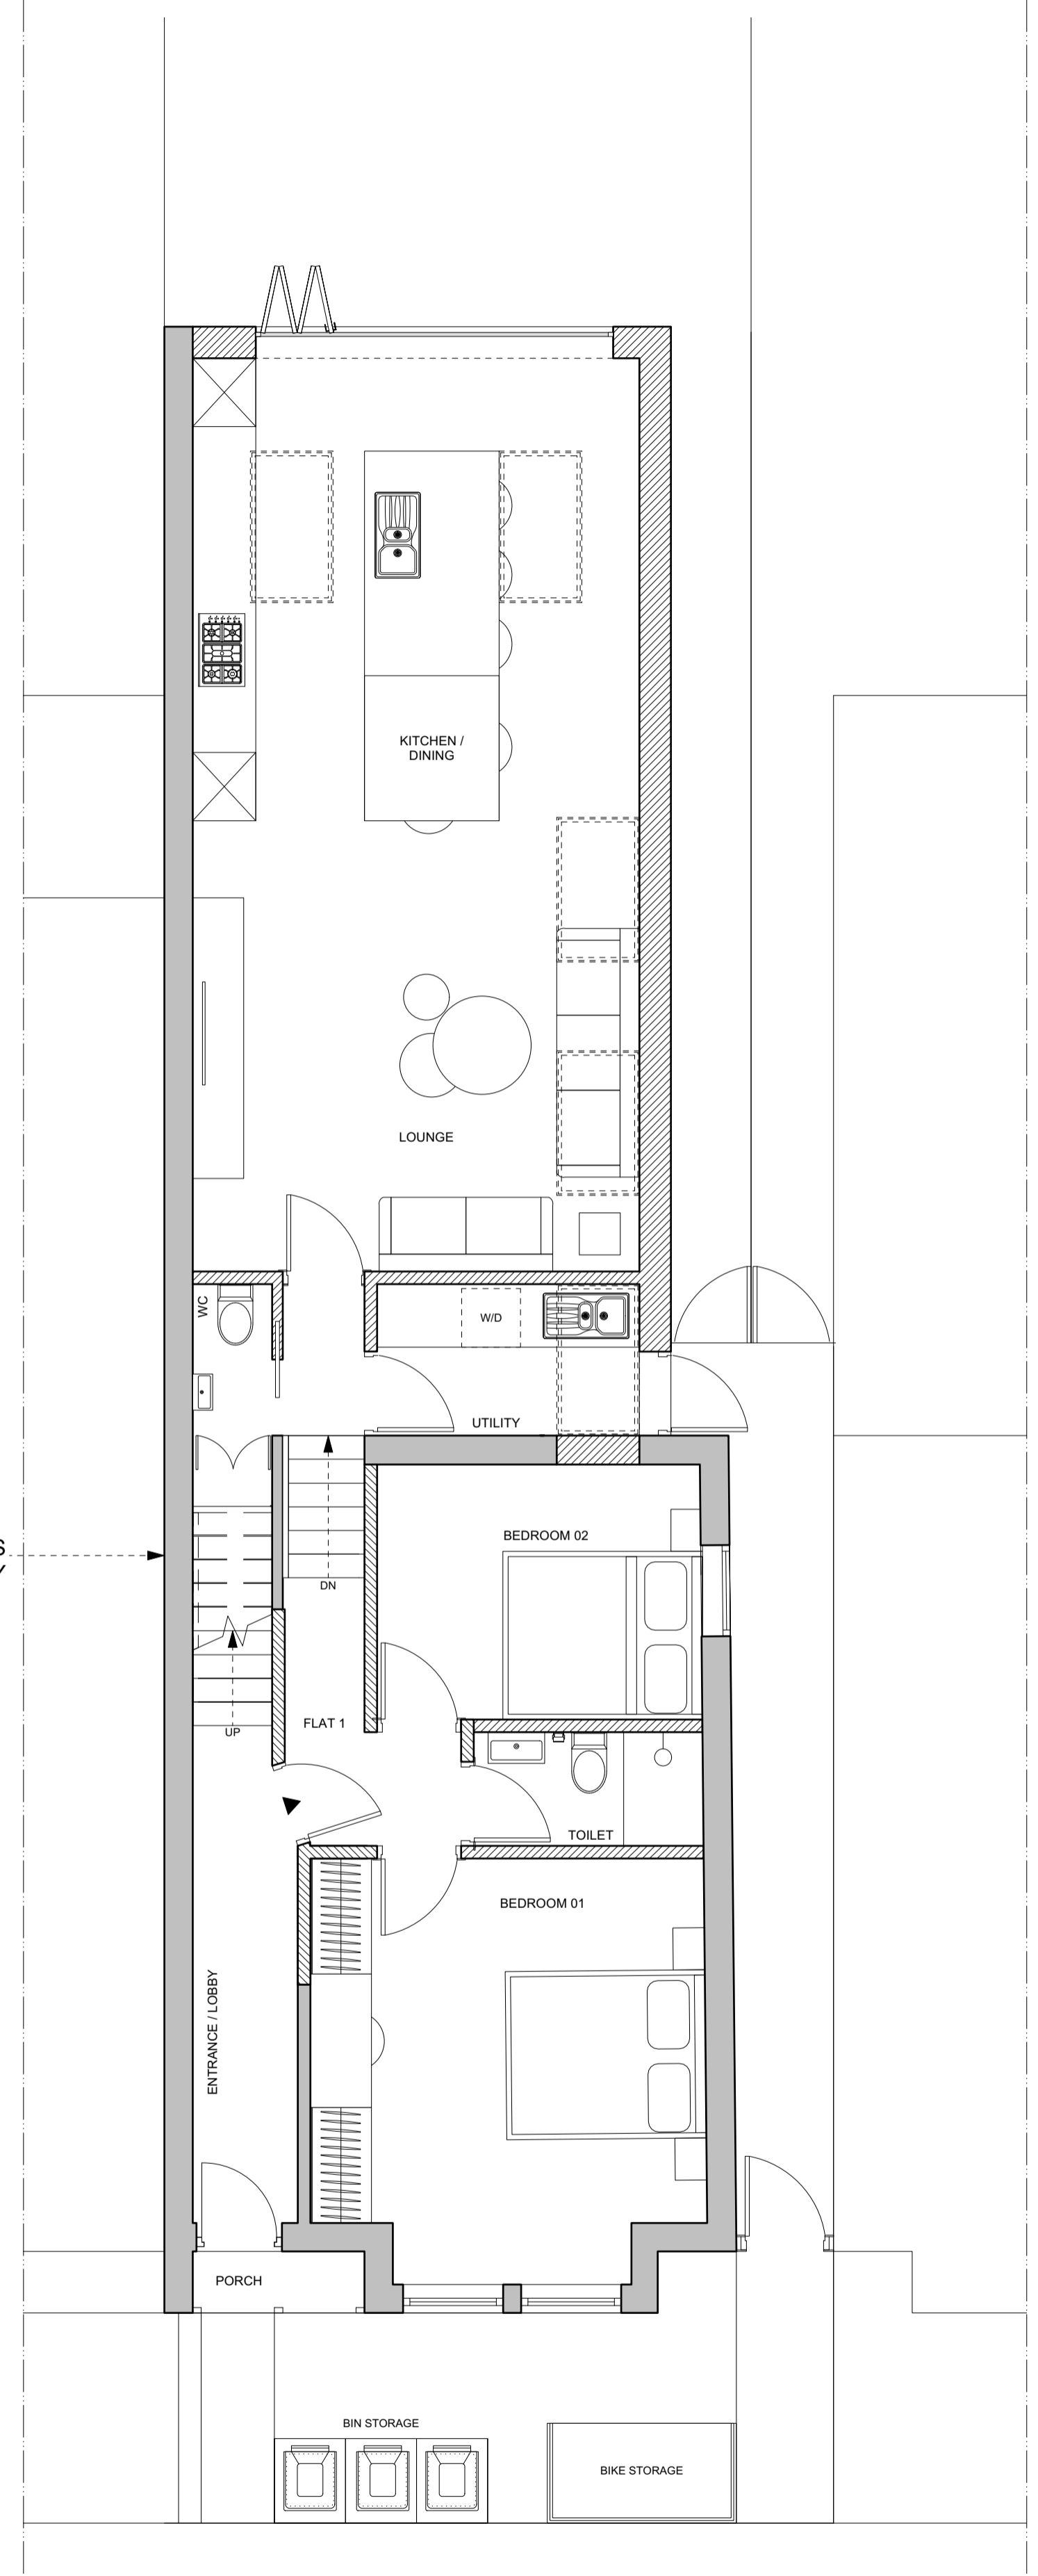 KITCHEN /
DINING
LOUNGE
WC
W/D
UTILITY
BEDROOM 02
DN
FLAT 1
UP
TOILET
BEDROOM 01
ENTRANCE / LOBBY
PORCH
BIN STORAGE
BIKE STORAGE